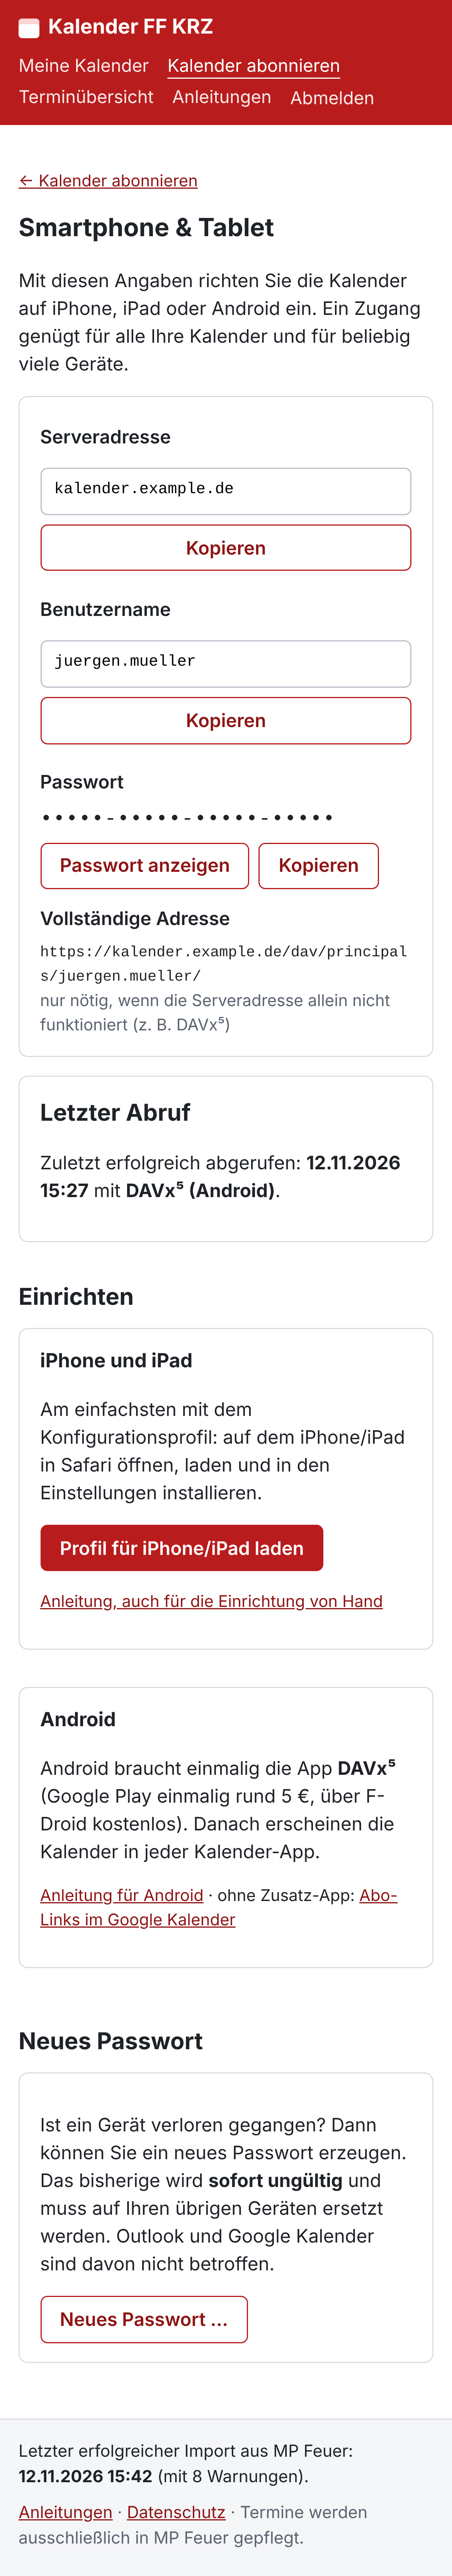 Kalender FF KRZ
Meine Kalender Kalender abonnieren
Terminübersicht Anleitungen Abmelden
← Kalender abonnieren
Smartphone & Tablet
Mit diesen Angaben richten Sie die Kalender
auf iPhone, iPad oder Android ein. Ein Zugang
genügt für alle Ihre Kalender und für beliebig
viele Geräte.
Serveradresse
kalender.example.de
Kopieren
Benutzername
juergen.mueller
Kopieren
Passwort
•••••-•••••-•••••-•••••
Passwort anzeigen Kopieren
Vollständige Adresse
https://kalender.example.de/dav/principal
s/juergen.mueller/
nur nötig, wenn die Serveradresse allein nicht
funktioniert (z. B. DAVx⁵)
Letzter Abruf
Zuletzt erfolgreich abgerufen: 12.11.2026
15:27 mit DAVx⁵ (Android).
Einrichten
iPhone und iPad
Am einfachsten mit dem
Konfigurationsprofil: auf dem iPhone/iPad
in Safari öffnen, laden und in den
Einstellungen installieren.
Profil für iPhone/iPad laden
Anleitung, auch für die Einrichtung von Hand
Android
Android braucht einmalig die App DAVx⁵
(Google Play einmalig rund 5 €, über F-
Droid kostenlos). Danach erscheinen die
Kalender in jeder Kalender-App.
Anleitung für Android · ohne Zusatz-App: Abo-
Links im Google Kalender
Neues Passwort
Ist ein Gerät verloren gegangen? Dann
können Sie ein neues Passwort erzeugen.
Das bisherige wird sofort ungültig und
muss auf Ihren übrigen Geräten ersetzt
werden. Outlook und Google Kalender
sind davon nicht betroffen.
Neues Passwort ...
Letzter erfolgreicher Import aus MP Feuer:
12.11.2026 15:42 (mit 8 Warnungen).
Anleitungen · Datenschutz · Termine werden
ausschließlich in MP Feuer gepflegt.